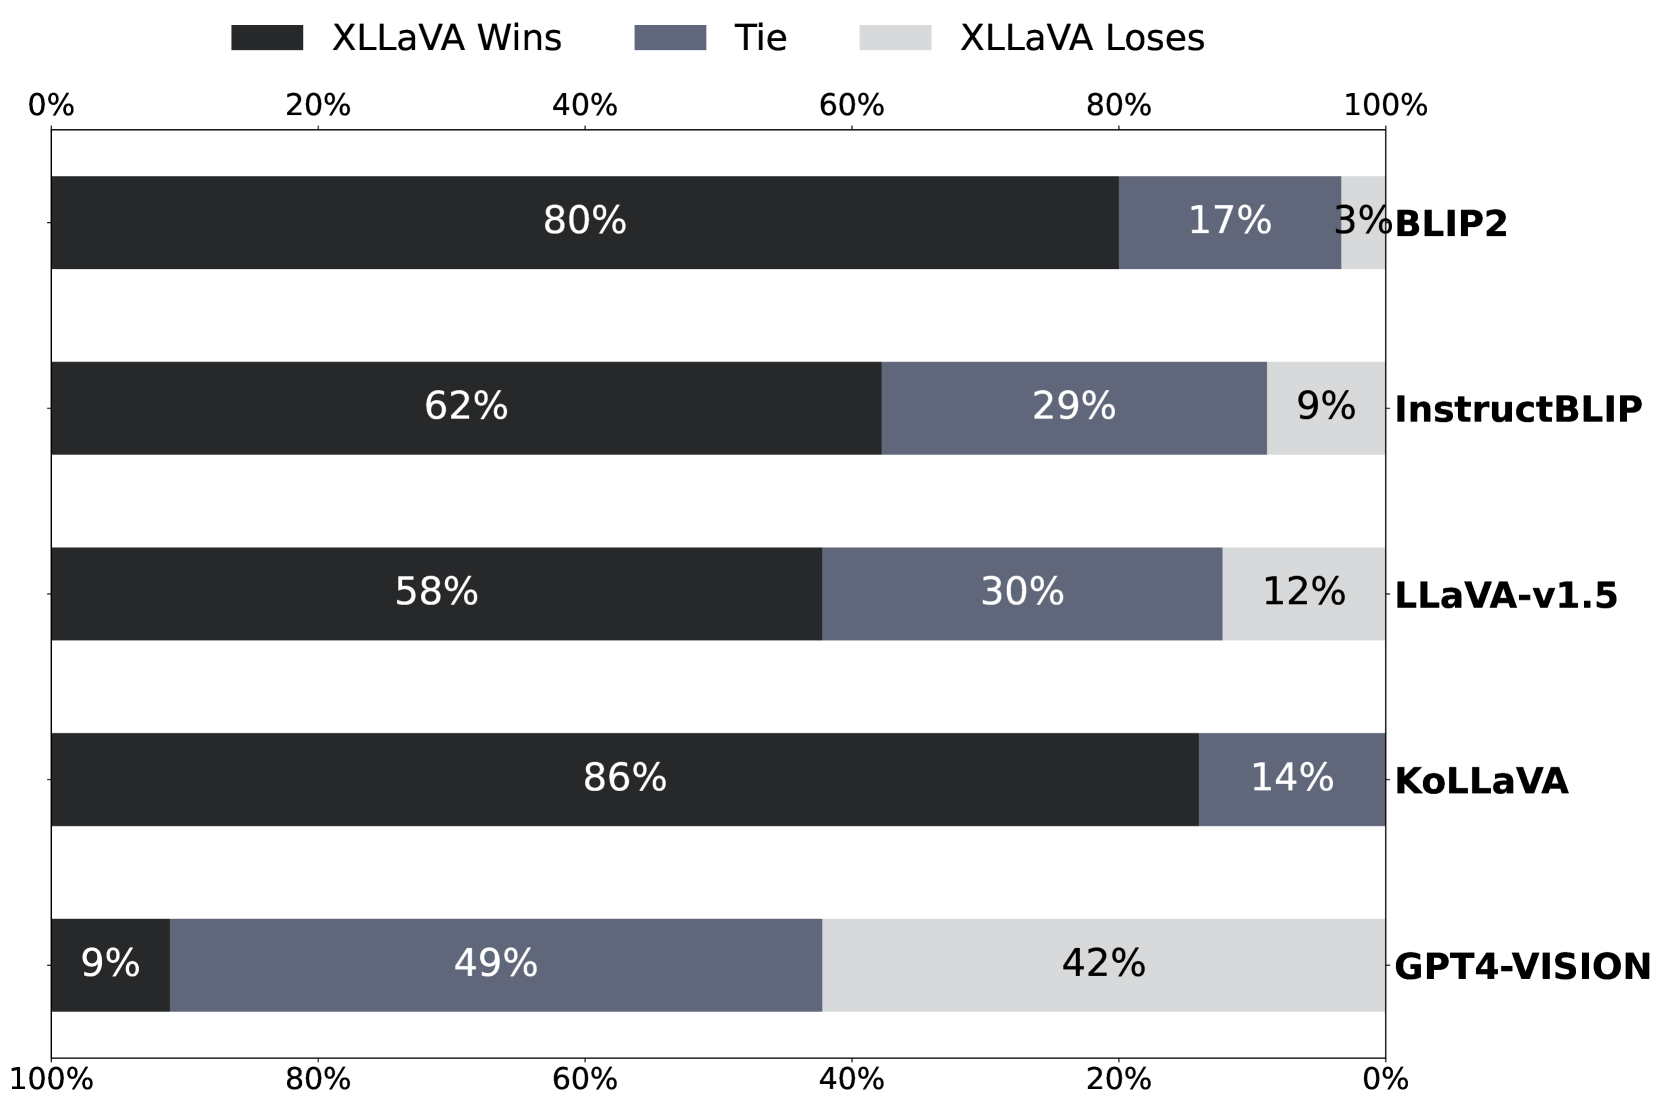 XLLaVA Wins Tie XLLaVA Loses
0% 20% 40% 60% 80% 100%
80% 17% 3% BLIP2
62% 29% 9% InstructBLIP
58% 30% 12% LLaVA-v1.5
86% 14% KoLLaVA
9% 49% 42% GPT4-VISION
100% 80% 60% 40% 20% 0%